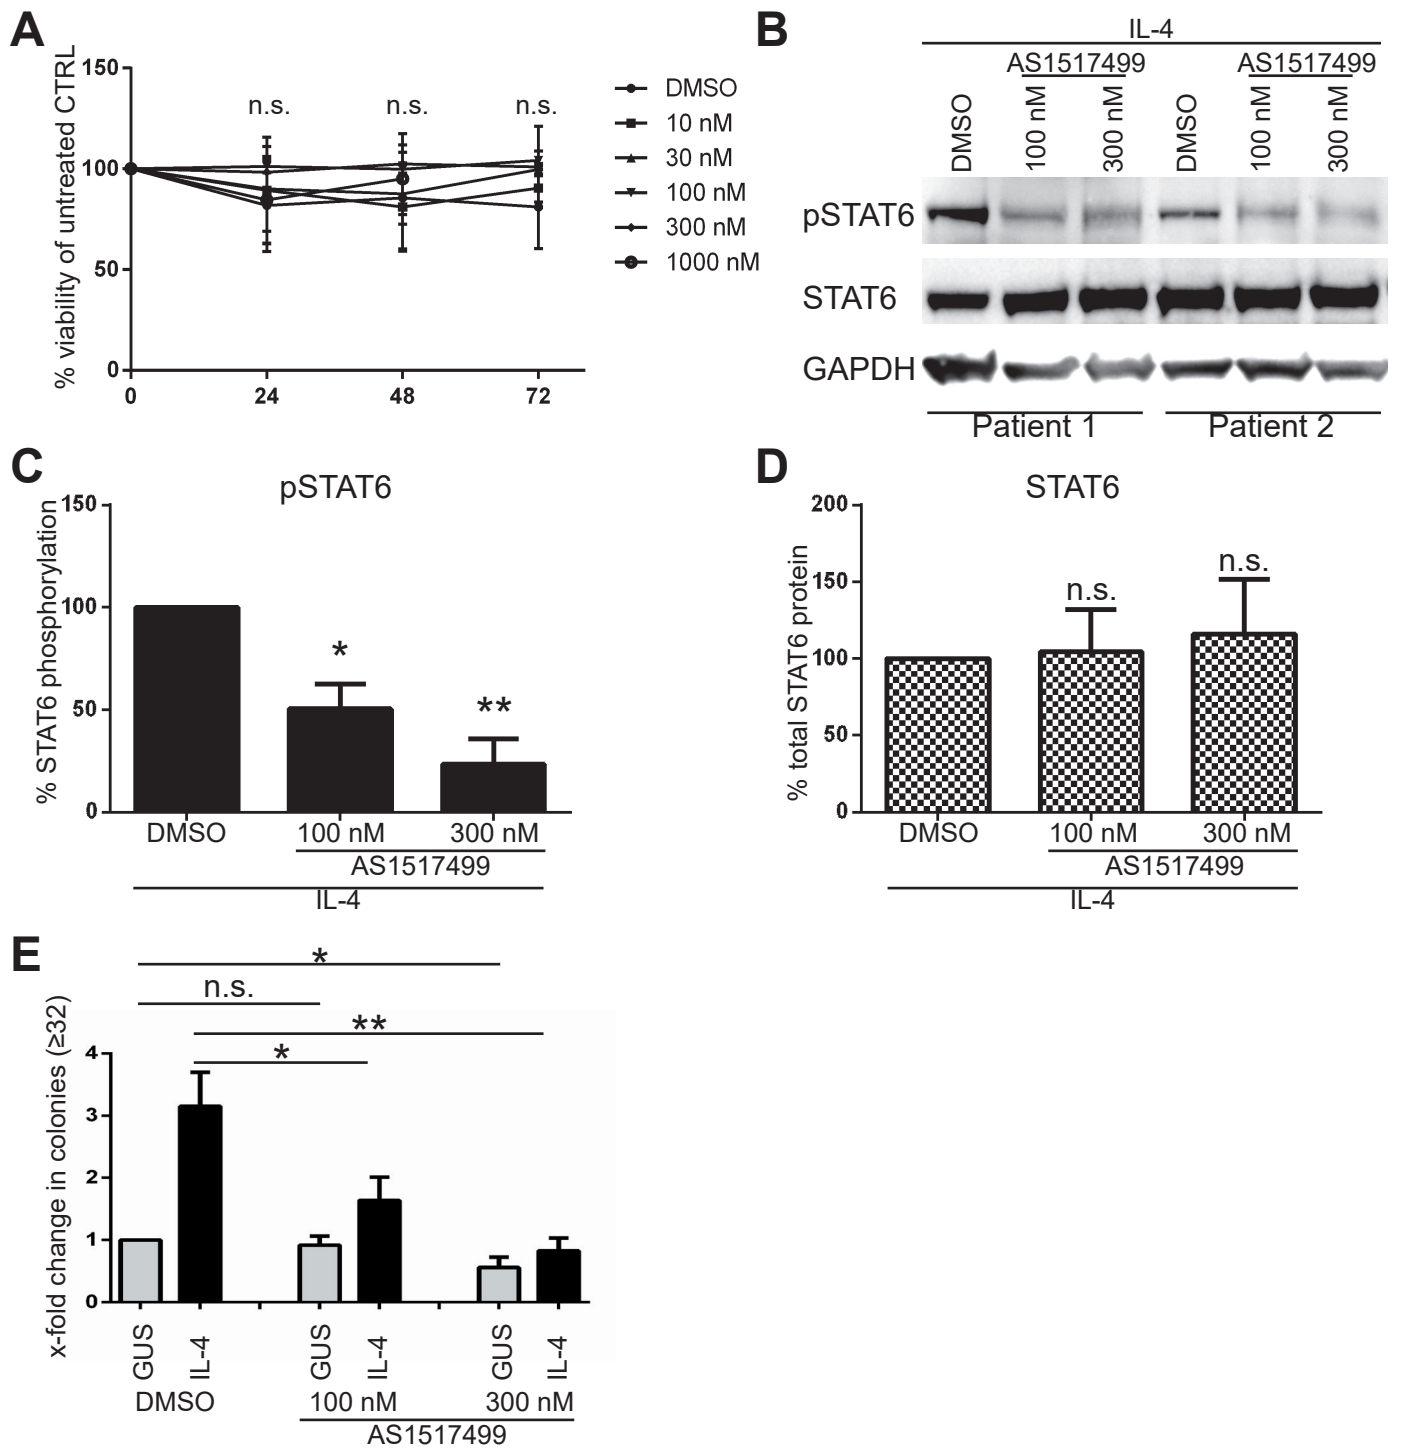 A
% viability of untreated CTRL
150
100
50
0
n.s. n.s. n.s.
0 24 48 72
DMSO
10 nM
30 nM
100 nM
300 nM
1000 nM
B
IL-4
AS1517499 AS1517499
DMSO 100 nM 300 nM DMSO 100 nM 300 nM
pSTAT6
STAT6
GAPDH
Patient 1 Patient 2
C
pSTAT6
% STAT6 phosphorylation
150
100
50
0
*
**
DMSO 100 nM 300 nM
AS1517499
IL-4
D
STAT6
% total STAT6 protein
200
150
100
50
0
n.s.
n.s.
DMSO 100 nM 300 nM
AS1517499
IL-4
E
*
n.s.
**
*
x-fold change in colonies (≥32)
4
3
2
1
0
GUS IL-4 GUS IL-4 GUS IL-4
DMSO 100 nM 300 nM
AS1517499